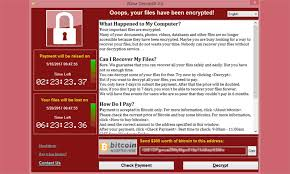 Wana Decrypt0r 2.0
Ooops, your files have been encrypted!
What Happened to My Computer?
Your important files are encrypted.
Many of your documents, photos, videos, databases and other files are no longer
accessible because they have been encrypted. Maybe you are busy looking for a way to
recover your files, but do not waste your time. Nobody can recover your files without
our decryption service.
Can I Recover My Files?
Sure. We guarantee that you can recover all your files safely and easily. But you have
not so enough time.
You can decrypt some of your files for free. Try now by clicking <Decrypt>.
But if you want to decrypt all your files, you need to pay.
You only have 3 days to submit the payment. After that the price will be doubled.
Also, if you don't pay in 7 days, you won't be able to recover your files forever.
We will have free events for users who are so poor that they couldn't pay in 6 months.
How Do I Pay?
Payment is accepted in Bitcoin only. For more information, click <About bitcoin>.
Please check the current price of Bitcoin and buy some bitcoins. For more information,
click <How to buy bitcoins>.
And send the correct amount to the address specified in this window.
After your payment, click <Check Payment>. Best time to check: 9:00am - 11:00am
Payment will be raised on
5/16/2017 00:47:55
Time Left
02:23:57:37
Your files will be lost on
5/20/2017 00:47:55
Time Left
06:23:57:37
About bitcoin
How to buy bitcoins?
Contact Us
bitcoin
ACCEPTED HERE
Send $300 worth of bitcoin to this address:
Check Payment
Decrypt